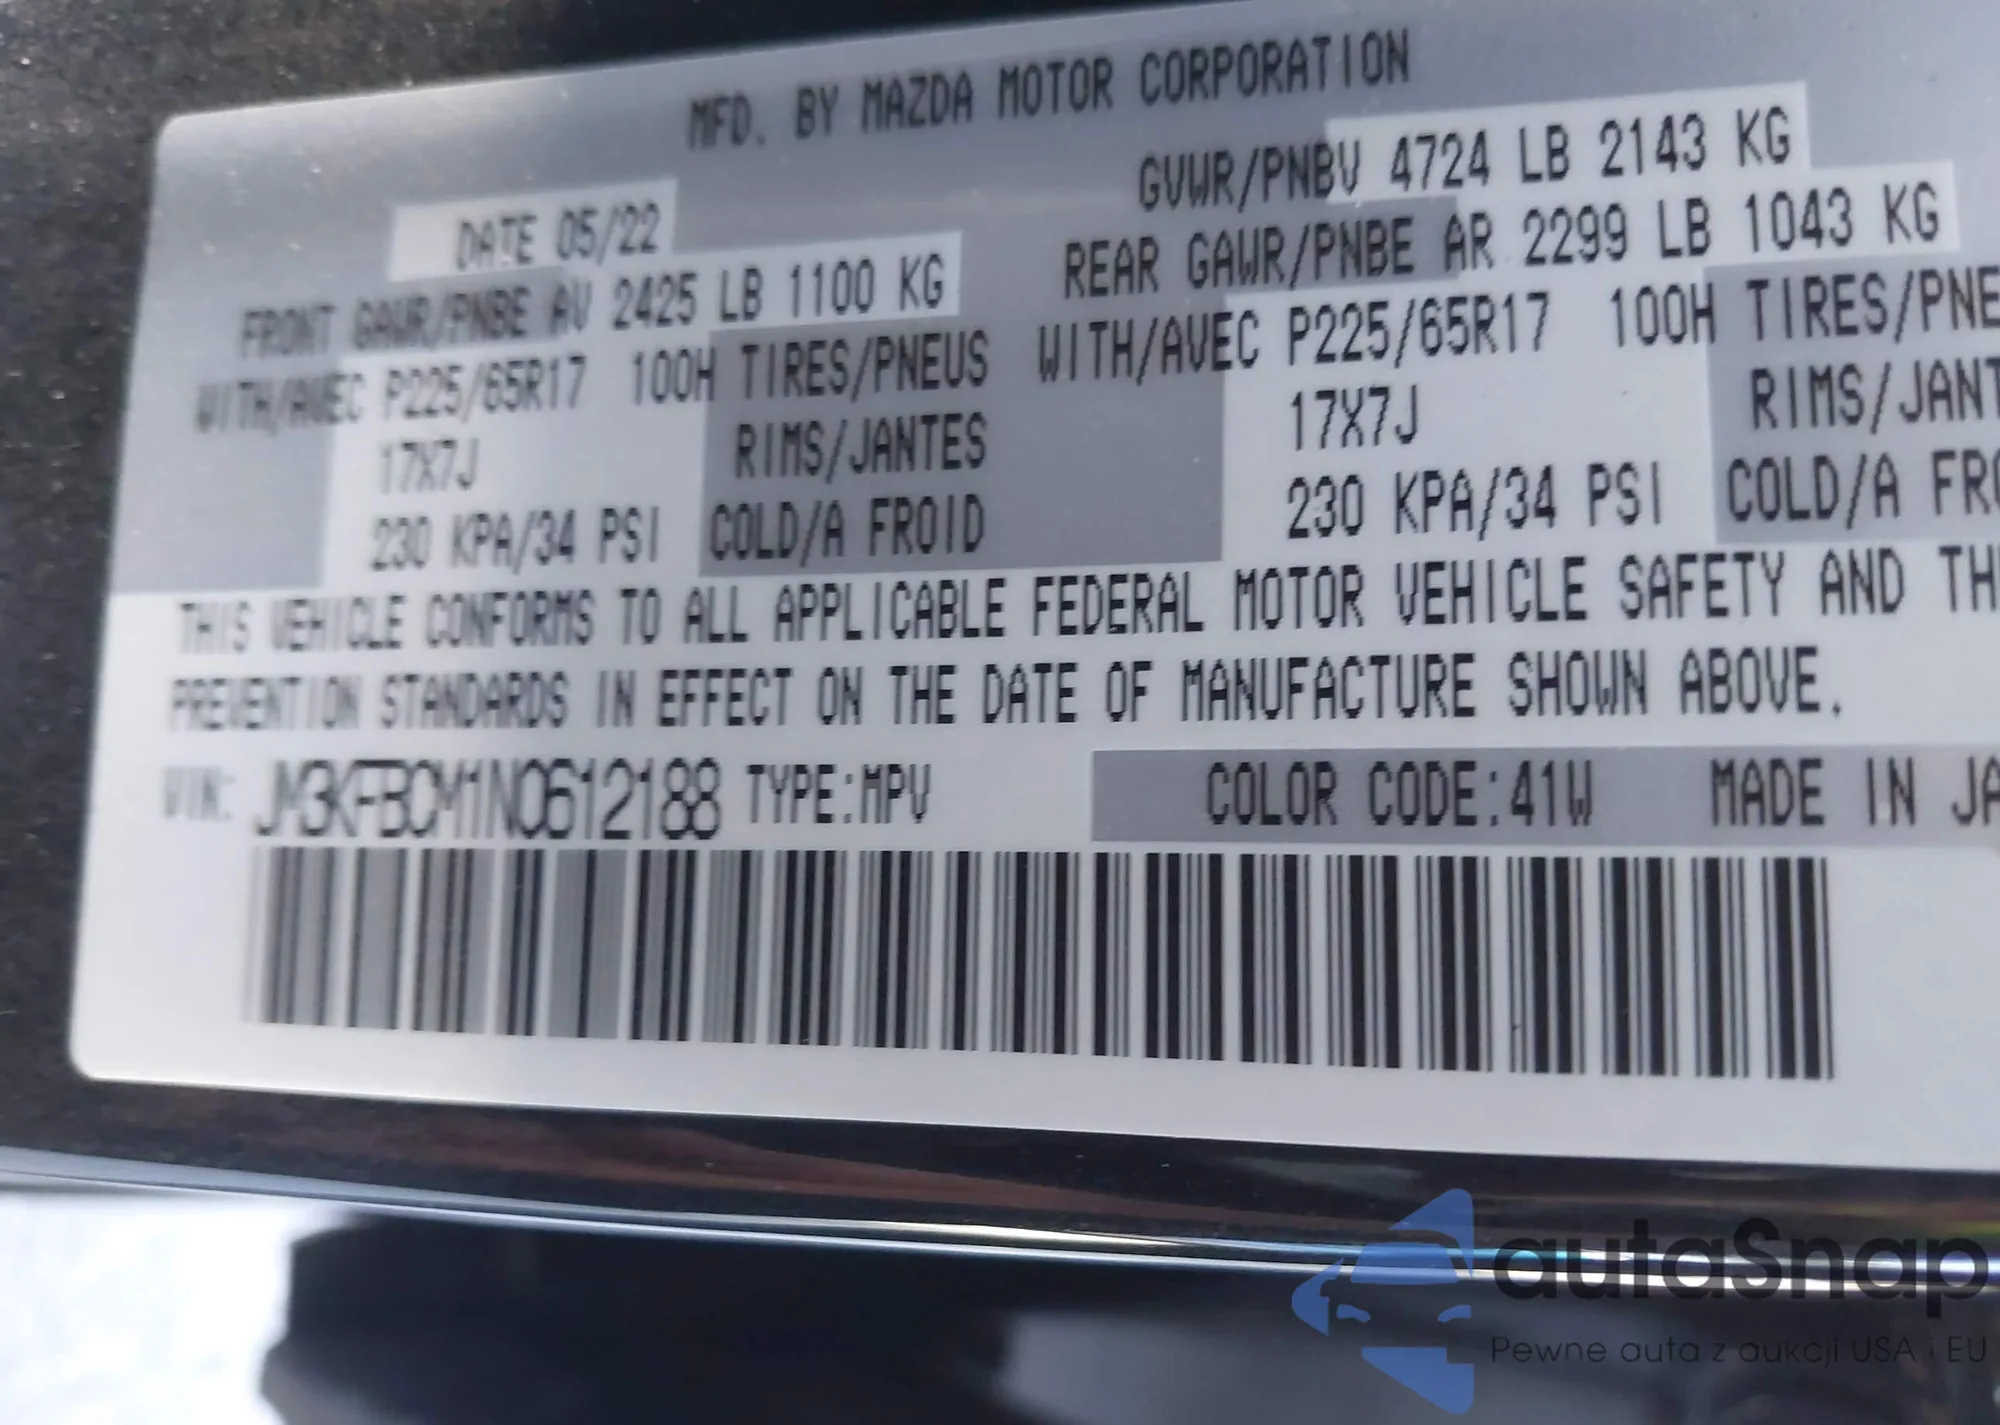 MFD. BY MAZDA MOTOR CORPORATION
GVWR/PNBV 4724 LB 2143 KG
DATE 05/22
FRONT GAWR/PNBE AV 2425 LB 1100 KG REAR GAWR/PNBE AR 2299 LB 1043 KG
WITH/AVEC P225/65R17 100H TIRES/PNEUS WITH/AVEC P225/65R17 100H TIRES/PNE
17X7J RIMS/JANTES 17X7J RIMS/JANT
230 KPA/34 PSI COLD/A FROID 230 KPA/34 PSI COLD/A FRO
THIS VEHICLE CONFORMS TO ALL APPLICABLE FEDERAL MOTOR VEHICLE SAFETY AND TH
PREVENTION STANDARDS IN EFFECT ON THE DATE OF MANUFACTURE SHOWN ABOVE.
VIN: JM3KFBCM1N0612188 TYPE:MPV COLOR CODE:41W MADE IN JA
autaSnap
Pewne auta z aukcji USA i EU